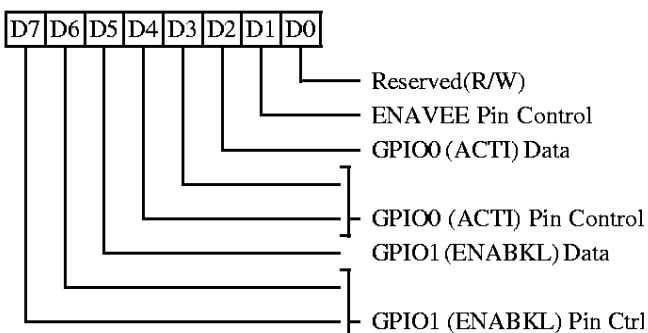 D7 D6 D5 D4 D3 D2 D1 D0
Reserved(R/W)
ENAVEE Pin Control
GPIO0 (ACTI) Data
GPIO0 (ACTI) Pin Control
GPIO1 (ENABKL) Data
GPIO1 (ENABKL) Pin Ctrl